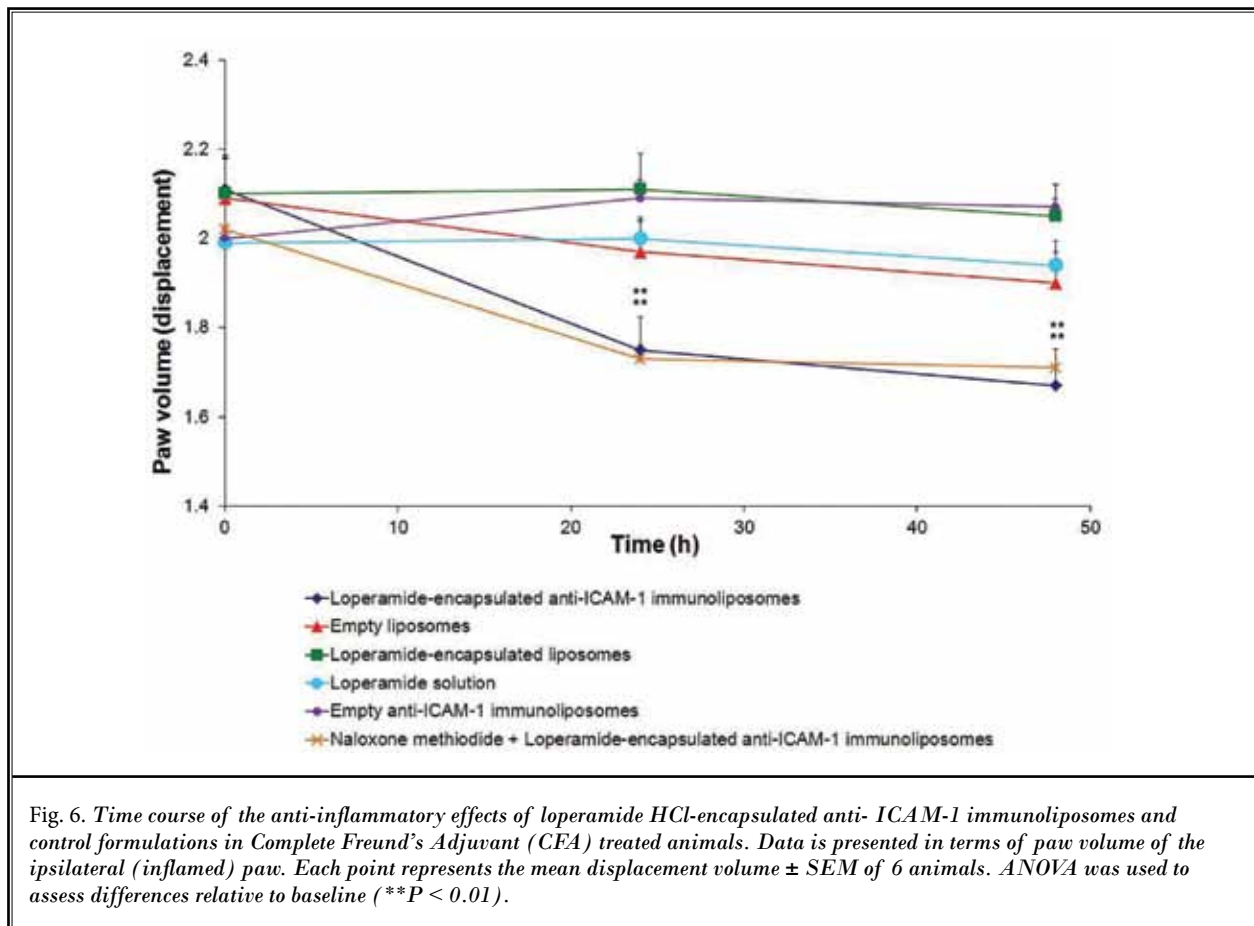 2.4
2.2
2
1.8
1.6
1.4
Paw volume (displacement)
*
**
**
**
**
0
10
20
30
40
50
Time (h)
Loperamide-encapsulated anti-ICAM-1 immunoliposomes
Empty liposomes
Loperamide-encapsulated liposomes
Loperamide solution
Empty anti-ICAM-1 immunoliposomes
Naloxone methiodide + Loperamide-encapsulated anti-ICAM-1 immunoliposomes
Fig. 6. Time course of the anti-inflammatory effects of loperamide HCl-encapsulated anti- ICAM-1 immunoliposomes and
control formulations in Complete Freund's Adjuvant (CFA) treated animals. Data is presented in terms of paw volume of the
ipsilateral (inflamed) paw. Each point represents the mean displacement volume ± SEM of 6 animals. ANOVA was used to
assess differences relative to baseline (**P < 0.01).